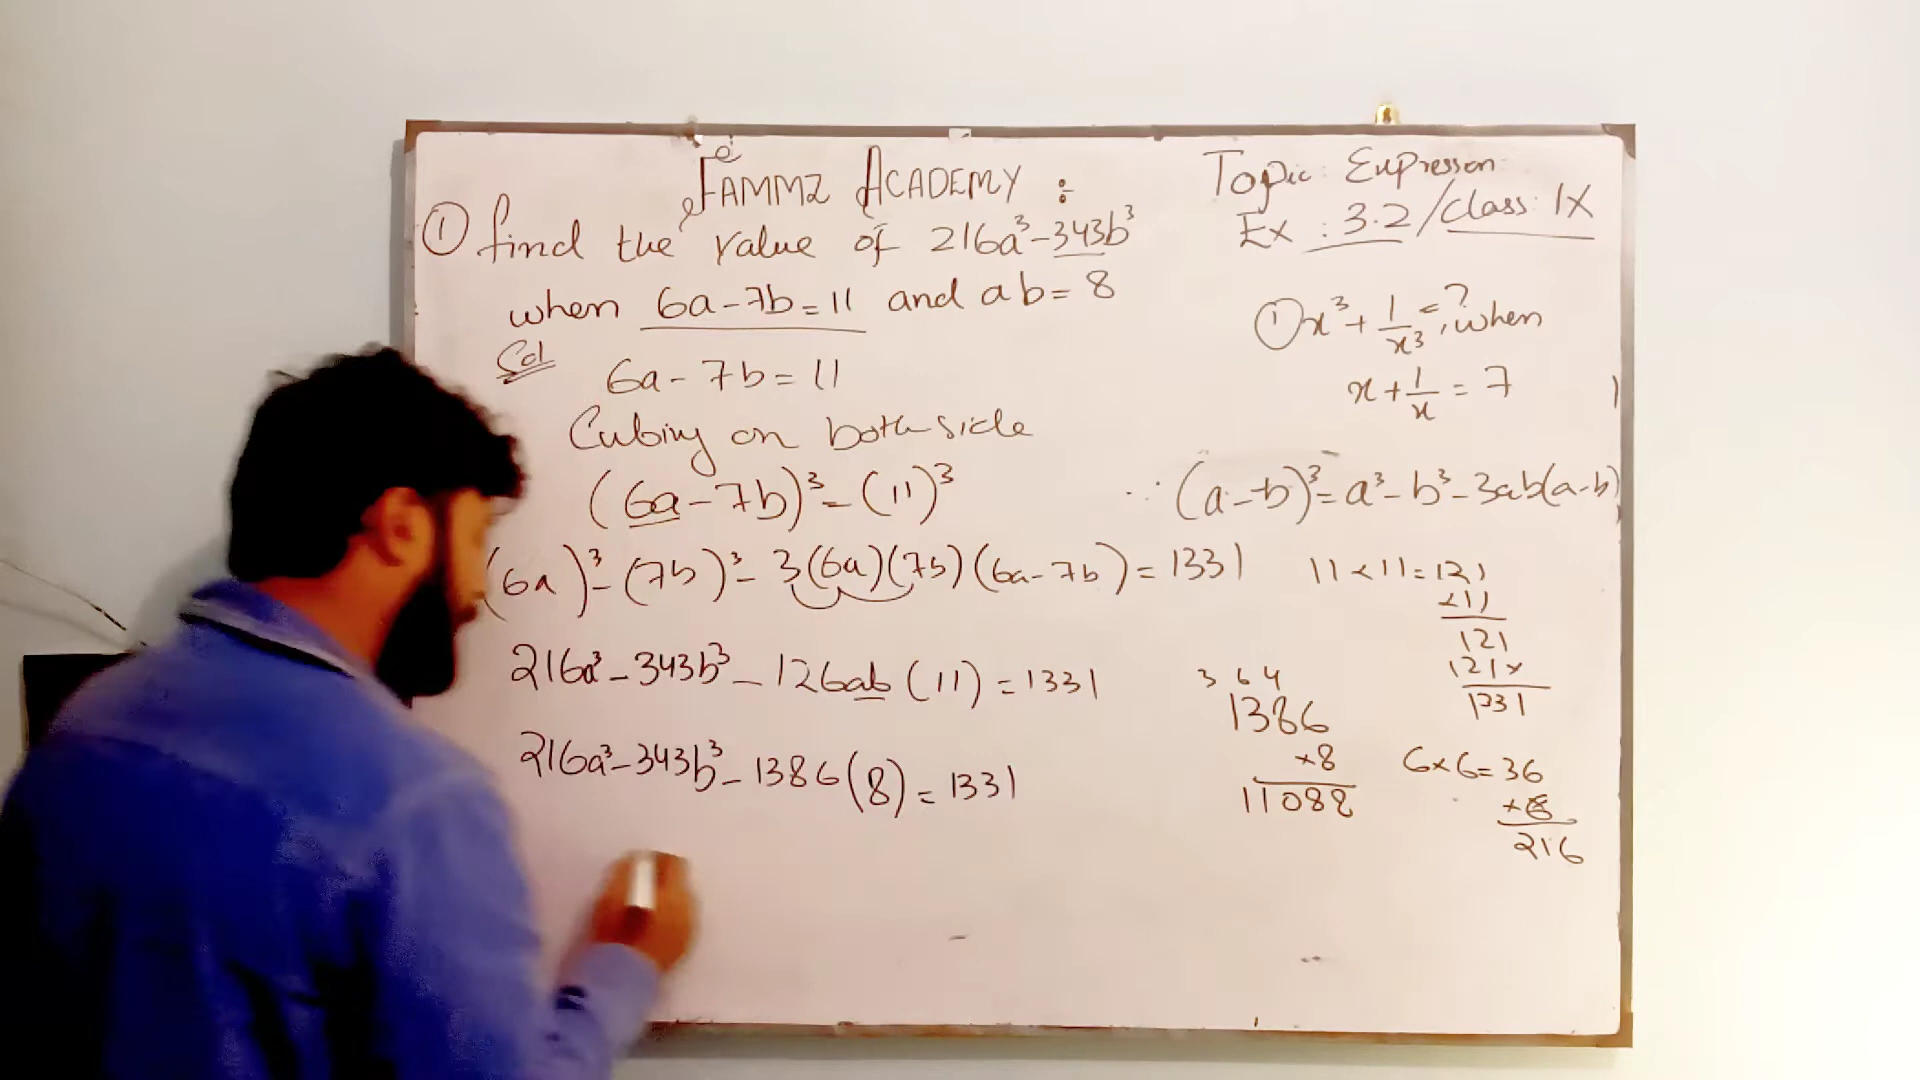 FAMMZ ACADEMY :
Topic: Expression
Ex : 3.2 / class: IX
① find the value of 216a³-343b³
when 6a-7b=11 and ab=8
Sol
6a-7b=11
Cubing on both side
(6a-7b)³=(11)³
(6a)³-(7b)³-3(6a)(7b)(6a-7b)=1331
216a³-343b³-126ab(11)=1331
216a³-343b³-1386(8)=1331
① x³+1/x³=?, when
x+1/x=7
∵ (a-b)³=a³-b³-3ab(a-b)
11×11=121
×11
121
121×
1331
3 6 4
1386
×8
11088
6×6=36
216